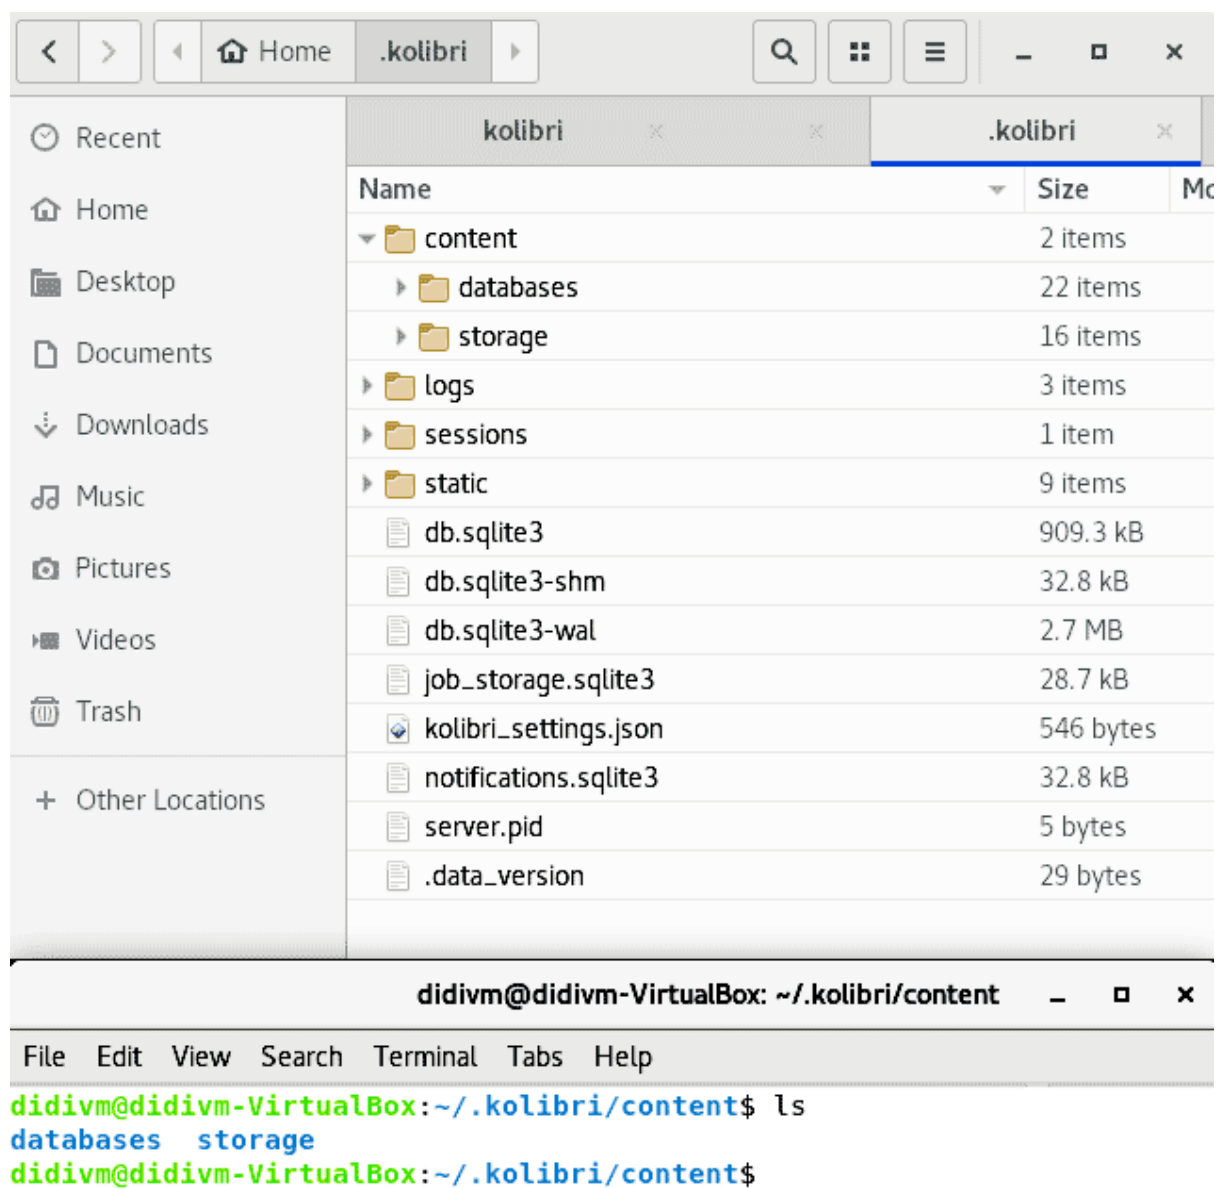 Home .kolibri
Recent
Home
Desktop
Documents
Downloads
Music
Pictures
Videos
Trash
Other Locations
kolibri .kolibri
Name Size
content 2 items
databases 22 items
storage 16 items
logs 3 items
sessions 1 item
static 9 items
db.sqlite3 909.3 kB
db.sqlite3-shm 32.8 kB
db.sqlite3-wal 2.7 MB
job_storage.sqlite3 28.7 kB
kolibri_settings.json 546 bytes
notifications.sqlite3 32.8 kB
server.pid 5 bytes
.data_version 29 bytes
didivm@didivm-VirtualBox: ~/.kolibri/content
File Edit View Search Terminal Tabs Help
didivm@didivm-VirtualBox:~/.kolibri/content$ ls
databases storage
didivm@didivm-VirtualBox:~/.kolibri/content$